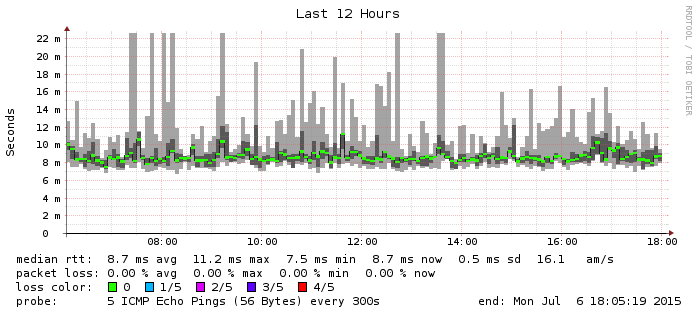 Last 12 Hours
RRDTOOL / TOBI OETIKER
Seconds
22 m
20 m
18 m
16 m
14 m
12 m
10 m
8 m
6 m
4 m
2 m
0
08:00 10:00 12:00 14:00 16:00 18:00
median rtt: 8.7 ms avg 11.2 ms max 7.5 ms min 8.7 ms now 0.5 ms sd 16.1 am/s
packet loss: 0.00 % avg 0.00 % max 0.00 % min 0.00 % now
loss color: 0 1/5 2/5 3/5 4/5
probe: 5 ICMP Echo Pings (56 Bytes) every 300s end: Mon Jul 6 18:05:19 2015